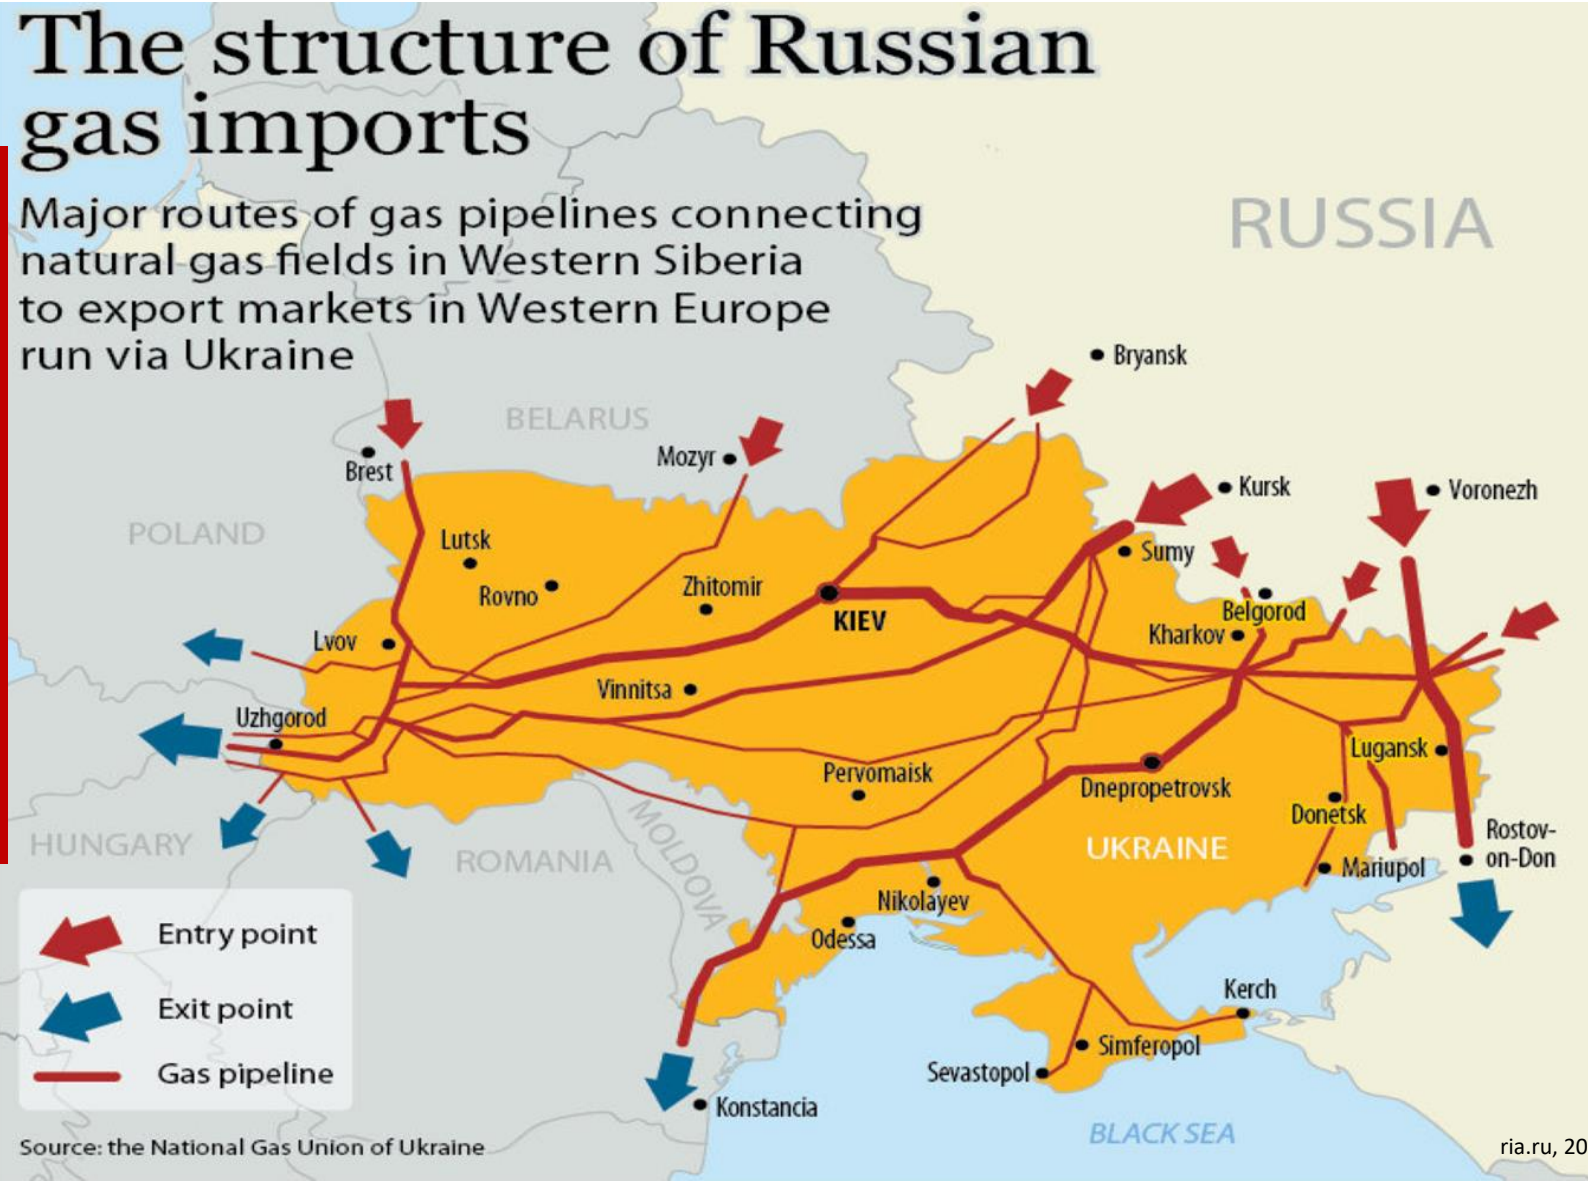 The structure of Russian
gas imports
Major routes of gas pipelines connecting
natural gas fields in Western Siberia
to export markets in Western Europe
run via Ukraine
RUSSIA
Bryansk
BELARUS
Mozyr
Brest
Kursk
Voronezh
POLAND
Lutsk
Sumy
Rovno
Zhitomir
KIEV
Belgorod
Kharkov
Lvov
Vinnitsa
Uzhgorod
Lugansk
Pervomaisk
Dnepropetrovsk
Donetsk
HUNGARY
ROMANIA
MOLDOVA
UKRAINE
Rostov-
on-Don
Mariupol
Nikolayev
Odessa
Entry point
Exit point
Gas pipeline
Kerch
Simferopol
Sevastopol
Konstancia
BLACK SEA
Source: the National Gas Union of Ukraine
ria.ru, 20